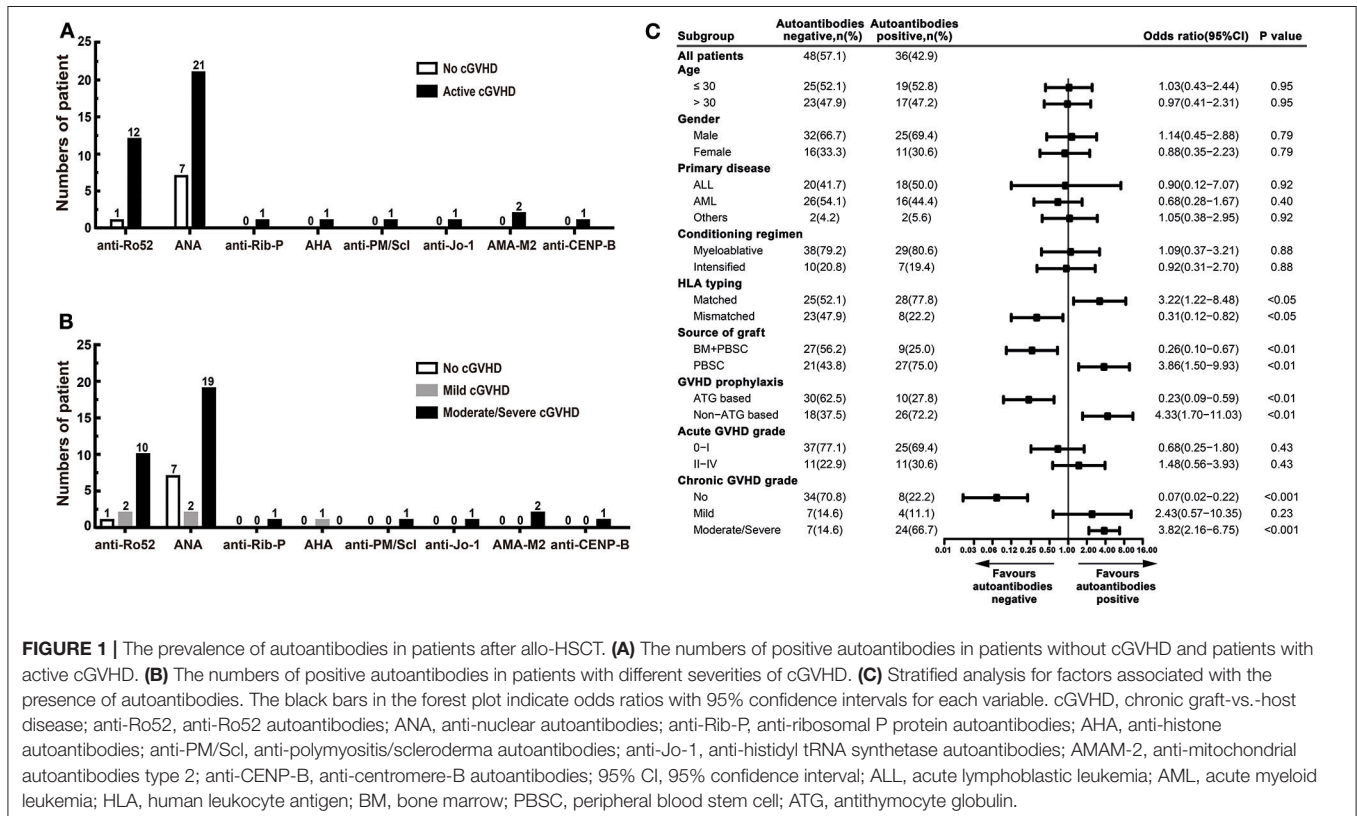 A
Numbers of patient
25
20
15
10
5
0
No cGVHD
Active cGVHD
1 12 7 21 0 1 0 1 0 1 0 1 0 2 0 1
anti-Ro52 ANA anti-Rib-P AHA anti-PM/Scl anti-Jo-1 AMA-M2 anti-CENP-B
B
Numbers of patient
25
20
15
10
5
0
No cGVHD
Mild cGVHD
Moderate/Severe cGVHD
1 2 10 7 2 19 0 0 1 0 1 0 0 0 1 0 0 1 0 0 2 0 0 1
anti-Ro52 ANA anti-Rib-P AHA anti-PM/Scl anti-Jo-1 AMA-M2 anti-CENP-B
C
Subgroup Autoantibodies negative,n(%) Autoantibodies positive,n(%) Odds ratio(95%CI) P value
All patients 48(57.1) 36(42.9)
Age
≤ 30 25(52.1) 19(52.8) 1.03(0.43−2.44) 0.95
> 30 23(47.9) 17(47.2) 0.97(0.41−2.31) 0.95
Gender
Male 32(66.7) 25(69.4) 1.14(0.45−2.88) 0.79
Female 16(33.3) 11(30.6) 0.88(0.35−2.23) 0.79
Primary disease
ALL 20(41.7) 18(50.0) 0.90(0.12−7.07) 0.92
AML 26(54.1) 16(44.4) 0.68(0.28−1.67) 0.40
Others 2(4.2) 2(5.6) 1.05(0.38−2.95) 0.92
Conditioning regimen
Myeloablative 38(79.2) 29(80.6) 1.09(0.37−3.21) 0.88
Intensified 10(20.8) 7(19.4) 0.92(0.31−2.70) 0.88
HLA typing
Matched 25(52.1) 28(77.8) 3.22(1.22−8.48) <0.05
Mismatched 23(47.9) 8(22.2) 0.31(0.12−0.82) <0.05
Source of graft
BM+PBSC 27(56.2) 9(25.0) 0.26(0.10−0.67) <0.01
PBSC 21(43.8) 27(75.0) 3.86(1.50−9.93) <0.01
GVHD prophylaxis
ATG based 30(62.5) 10(27.8) 0.23(0.09−0.59) <0.01
Non−ATG based 18(37.5) 26(72.2) 4.33(1.70−11.03) <0.01
Acute GVHD grade
0−I 37(77.1) 25(69.4) 0.68(0.25−1.80) 0.43
II−IV 11(22.9) 11(30.6) 1.48(0.56−3.93) 0.43
Chronic GVHD grade
No 34(70.8) 8(22.2) 0.07(0.02−0.22) <0.001
Mild 7(14.6) 4(11.1) 2.43(0.57−10.35) 0.23
Moderate/Severe 7(14.6) 24(66.7) 3.82(2.16−6.75) <0.001
0.01 0.03 0.06 0.12 0.25 0.50 1.00 2.00 4.00 8.00 16.00
Favours autoantibodies negative
Favours autoantibodies positive
FIGURE 1 | The prevalence of autoantibodies in patients after allo-HSCT. (A) The numbers of positive autoantibodies in patients without cGVHD and patients with
active cGVHD. (B) The numbers of positive autoantibodies in patients with different severities of cGVHD. (C) Stratified analysis for factors associated with the
presence of autoantibodies. The black bars in the forest plot indicate odds ratios with 95% confidence intervals for each variable. cGVHD, chronic graft-vs.-host
disease; anti-Ro52, anti-Ro52 autoantibodies; ANA, anti-nuclear autoantibodies; anti-Rib-P, anti-ribosomal P protein autoantibodies; AHA, anti-histone
autoantibodies; anti-PM/Scl, anti-polymyositis/scleroderma autoantibodies; anti-Jo-1, anti-histidyl tRNA synthetase autoantibodies; AMAM-2, anti-mitochondrial
autoantibodies type 2; anti-CENP-B, anti-centromere-B autoantibodies; 95% CI, 95% confidence interval; ALL, acute lymphoblastic leukemia; AML, acute myeloid
leukemia; HLA, human leukocyte antigen; BM, bone marrow; PBSC, peripheral blood stem cell; ATG, antithymocyte globulin.